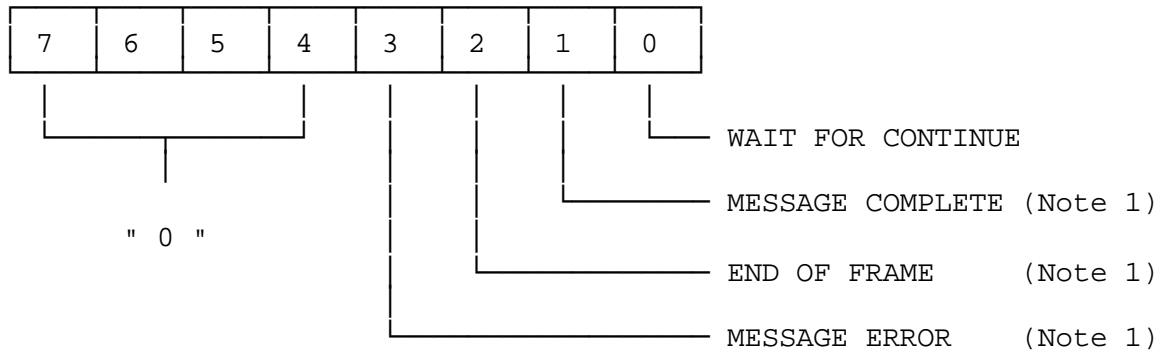 7 6 5 4 3 2 1 0
WAIT FOR CONTINUE
MESSAGE COMPLETE (Note 1)
" 0 "
END OF FRAME (Note 1)
MESSAGE ERROR (Note 1)